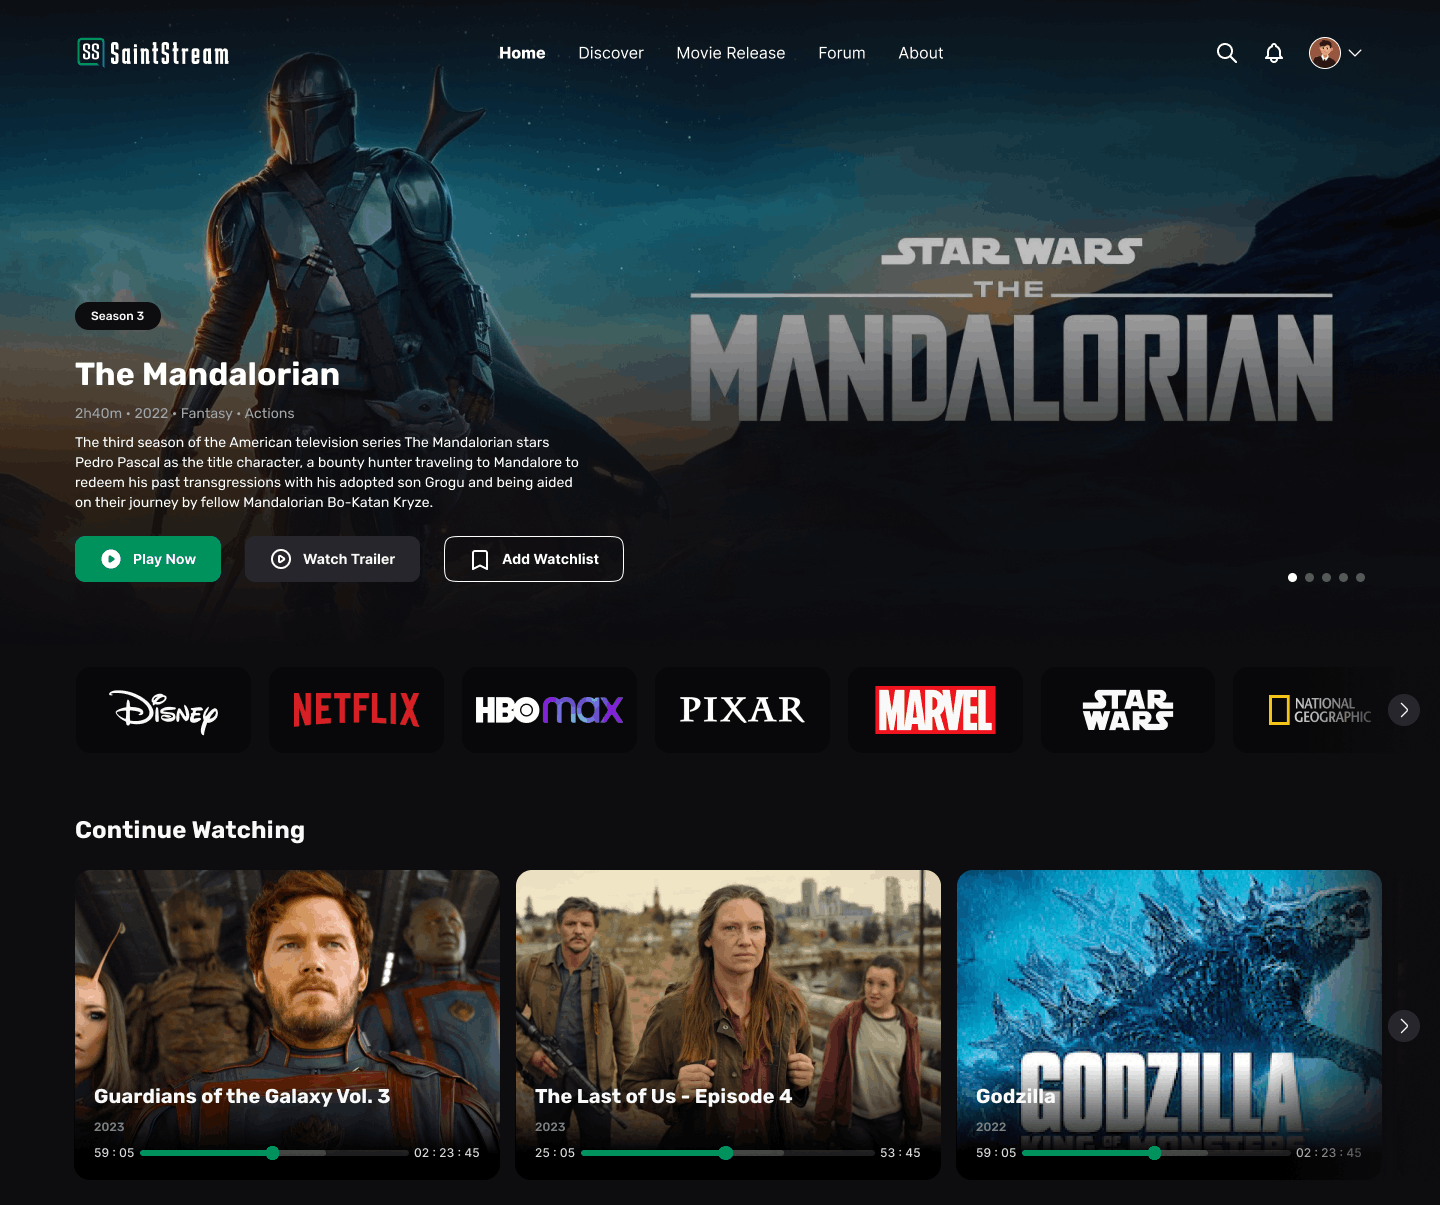 SS SaintStream
Home Discover Movie Release Forum About
STAR WARS
THE
MANDALORIAN
Season 3
The Mandalorian
2h40m • 2022 • Fantasy • Actions
The third season of the American television series The Mandalorian stars
Pedro Pascal as the title character, a bounty hunter traveling to Mandalore to
redeem his past transgressions with his adopted son Grogu and being aided
on their journey by fellow Mandalorian Bo-Katan Kryze.
Play Now Watch Trailer Add Watchlist
Disney
NETFLIX
HBOmax
PIXAR
MARVEL
STAR
WARS
NATIONAL
GEOGRAPHIC
Continue Watching
Guardians of the Galaxy Vol. 3
2023
59 : 05 02 : 23 : 45
The Last of Us - Episode 4
2023
25 : 05 53 : 45
GODZILLA
KING OF MONSTERS
Godzilla
2022
59 : 05 02 : 23 : 45